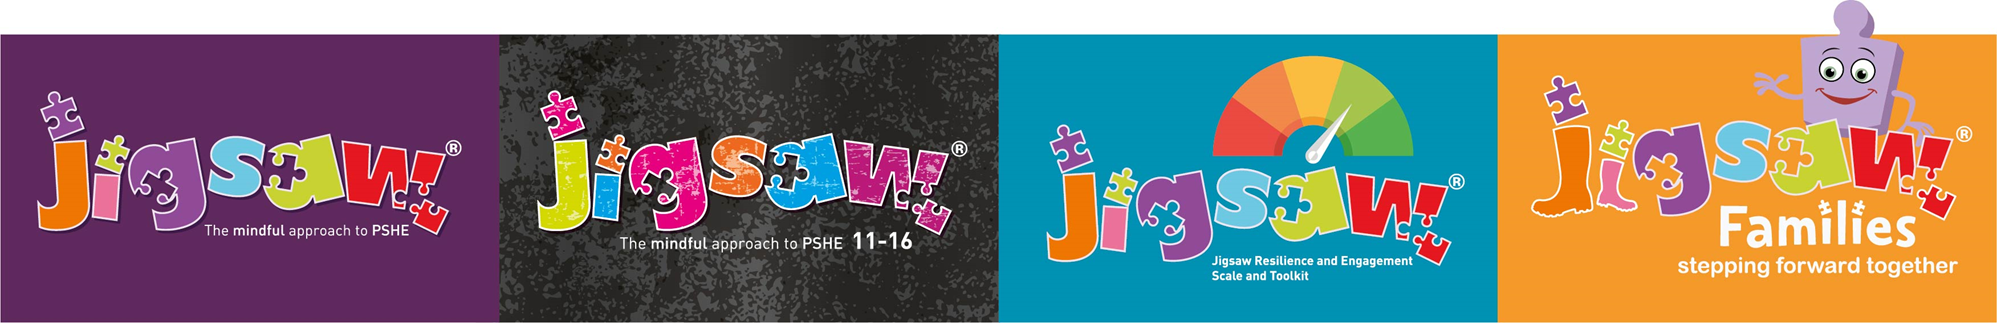 jigsaw!®
The mindful approach to PSHE
jigsaw!®
The mindful approach to PSHE 11-16
jigsaw!®
Jigsaw Resilience and Engagement
Scale and Toolkit
jigsaw!®
Families
stepping forward together